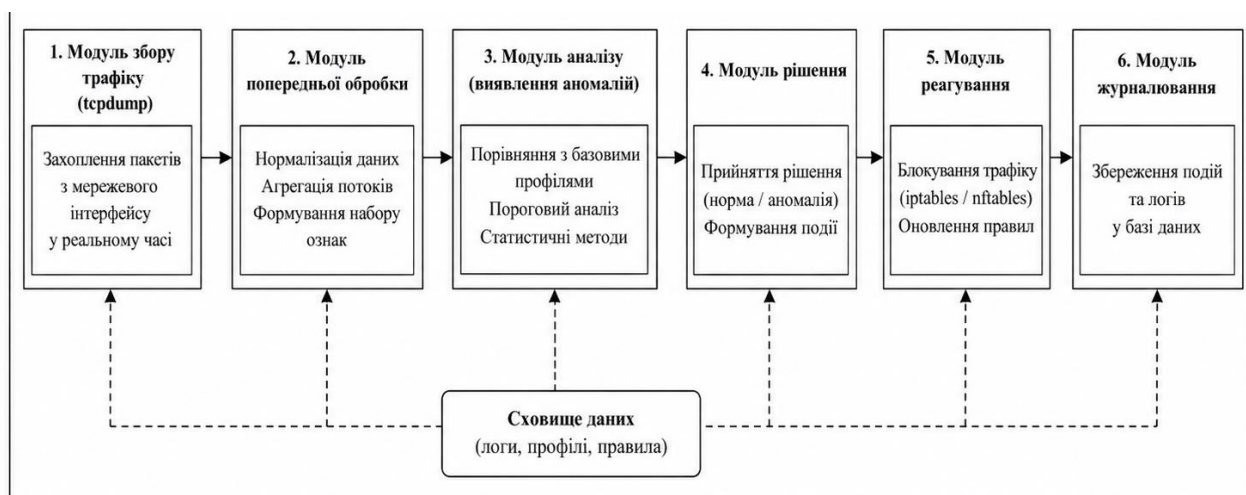 1. Модуль збору
трафіку
(tcpdump)
Захоплення пакетів
з мережевого
інтерфейсу
у реальному часі
2. Модуль
попередньої обробки
Нормалізація даних
Агрегація потоків
Формування набору
ознак
3. Модуль аналізу
(виявлення аномалій)
Порівняння з базовими
профілями
Пороговий аналіз
Статистичні методи
4. Модуль рішення
Прийняття рішення
(норма / аномалія)
Формування події
5. Модуль
реагування
Блокування трафіку
(iptables / nftables)
Оновлення правил
6. Модуль
журналювання
Збереження подій
та логів
у базі даних
Сховище даних
(логи, профілі, правила)